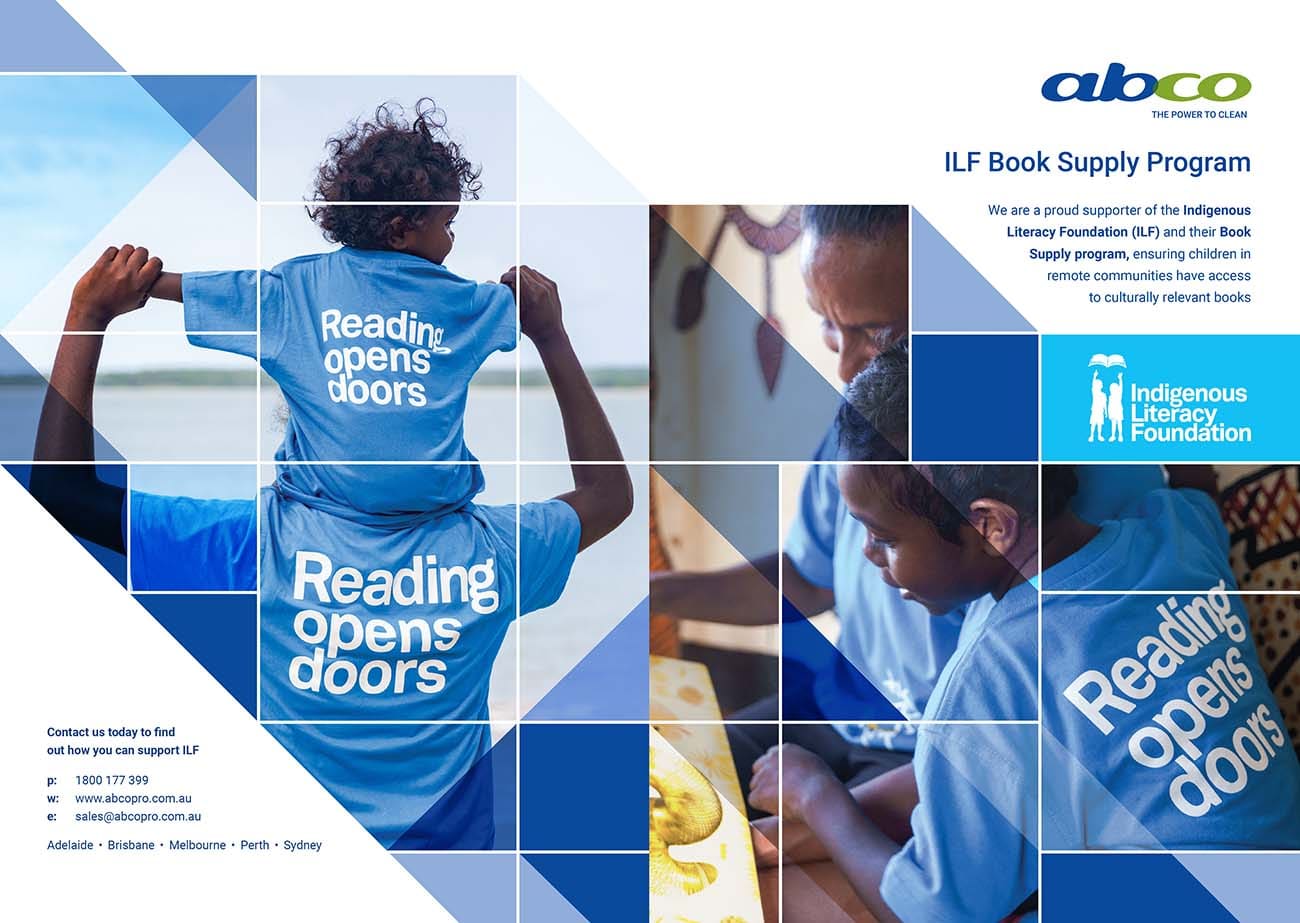 abco
THE POWER TO CLEAN
ILF Book Supply Program
We are a proud supporter of the Indigenous
Literacy Foundation (ILF) and their Book
Supply program, ensuring children in
remote communities have access
to culturally relevant books
Indigenous
Literacy
Foundation
Reading
opens
doors
Reading
opens
doors
Reading
opens
doors
Contact us today to find
out how you can support ILF
p: 1800 177 399
w: www.abcopro.com.au
e: sales@abcopro.com.au
Adelaide • Brisbane • Melbourne • Perth • Sydney